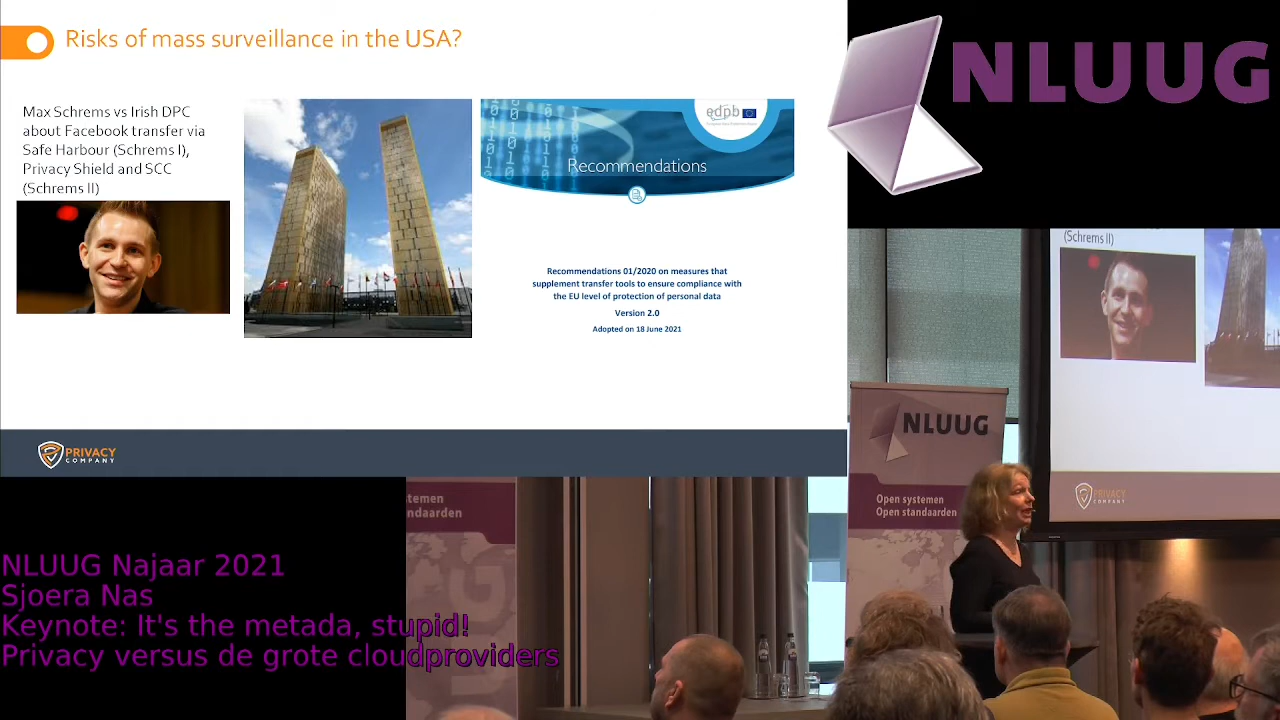 Risks of mass surveillance in the USA?
Max Schrems vs Irish DPC
about Facebook transfer via
Safe Harbour (Schrems I),
Privacy Shield and SCC
(Schrems II)
edpb
Recommendations
Recommendations 01/2020 on measures that
supplement transfer tools to ensure compliance with
the EU level of protection of personal data
Version 2.0
Adopted on 18 June 2021
PRIVACY
COMPANY
NLUUG
(Schrems II)
NLUUG
Open systemen
Open standaarden
PRIVACY
COMPANY
stemen
ndaarden
NLUUG Najaar 2021
Sjoera Nas
Keynote: It's the metada, stupid!
Privacy versus de grote cloudproviders